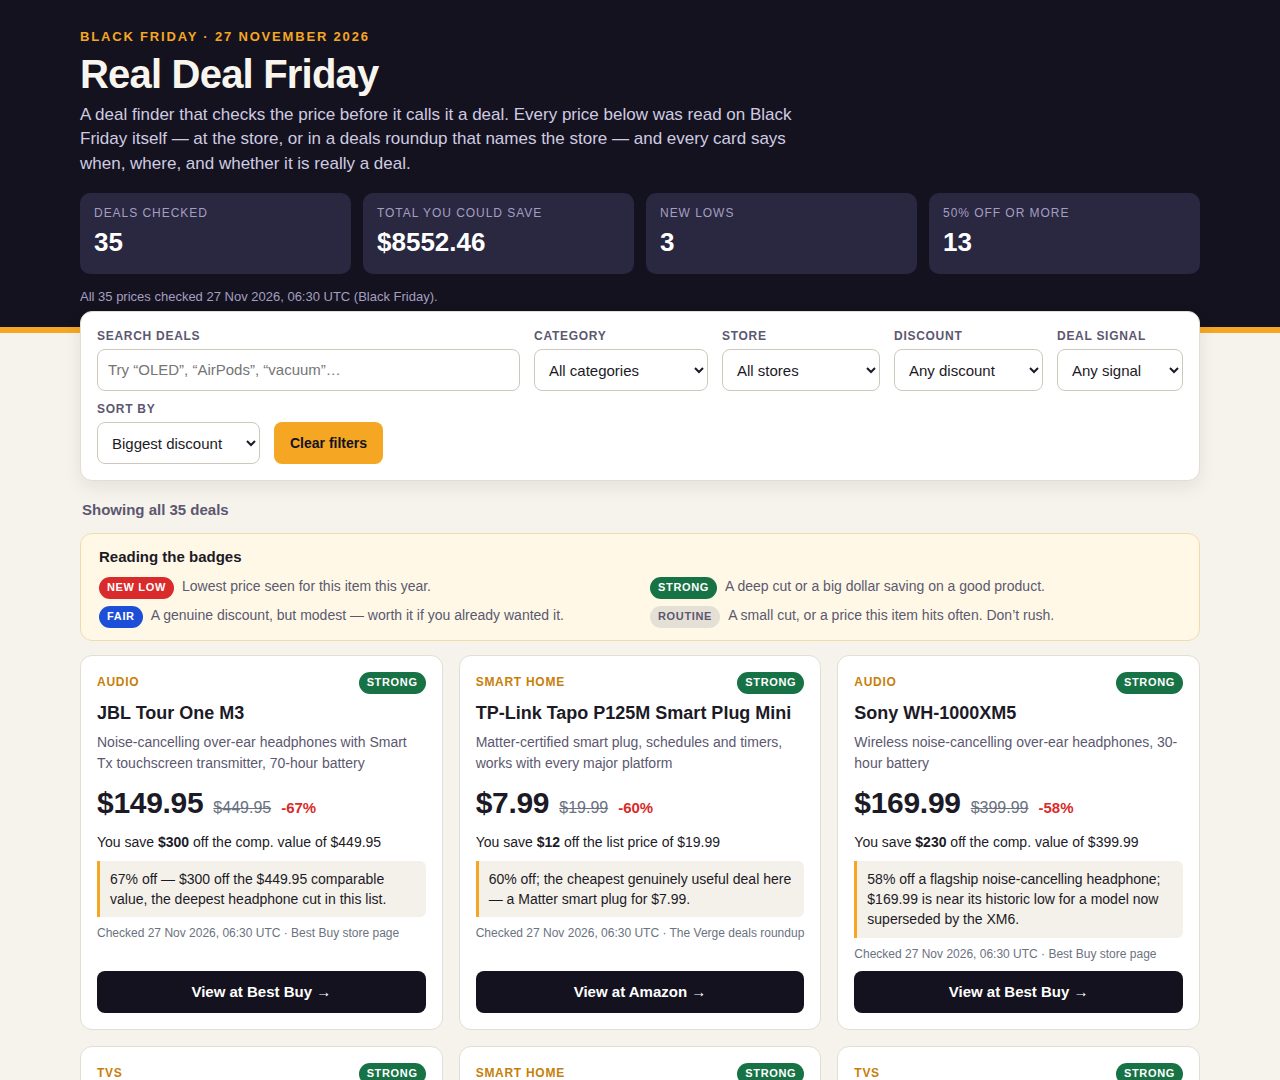 BLACK FRIDAY · 27 NOVEMBER 2026
Real Deal Friday
A deal finder that checks the price before it calls it a deal. Every price below was read on Black
Friday itself — at the store, or in a deals roundup that names the store — and every card says
when, where, and whether it is really a deal.
DEALS CHECKED
35
TOTAL YOU COULD SAVE
$8552.46
NEW LOWS
3
50% OFF OR MORE
13
All 35 prices checked 27 Nov 2026, 06:30 UTC (Black Friday).
SEARCH DEALS
Try “OLED”, “AirPods”, “vacuum”…
CATEGORY
All categories
STORE
All stores
DISCOUNT
Any discount
DEAL SIGNAL
Any signal
SORT BY
Biggest discount
Clear filters
Showing all 35 deals
Reading the badges
NEW LOW Lowest price seen for this item this year.
STRONG A deep cut or a big dollar saving on a good product.
FAIR A genuine discount, but modest — worth it if you already wanted it.
ROUTINE A small cut, or a price this item hits often. Don’t rush.
AUDIO
STRONG
JBL Tour One M3
Noise-cancelling over-ear headphones with Smart
Tx touchscreen transmitter, 70-hour battery
$149.95 $449.95 -67%
You save $300 off the comp. value of $449.95
67% off — $300 off the $449.95 comparable
value, the deepest headphone cut in this list.
Checked 27 Nov 2026, 06:30 UTC · Best Buy store page
View at Best Buy →
SMART HOME
STRONG
TP-Link Tapo P125M Smart Plug Mini
Matter-certified smart plug, schedules and timers,
works with every major platform
$7.99 $19.99 -60%
You save $12 off the list price of $19.99
60% off; the cheapest genuinely useful deal here
— a Matter smart plug for $7.99.
Checked 27 Nov 2026, 06:30 UTC · The Verge deals roundup
View at Amazon →
AUDIO
STRONG
Sony WH-1000XM5
Wireless noise-cancelling over-ear headphones, 30-
hour battery
$169.99 $399.99 -58%
You save $230 off the comp. value of $399.99
58% off a flagship noise-cancelling headphone;
$169.99 is near its historic low for a model now
superseded by the XM6.
Checked 27 Nov 2026, 06:30 UTC · Best Buy store page
View at Best Buy →
TVS
STRONG
SMART HOME
STRONG
TVS
STRONG